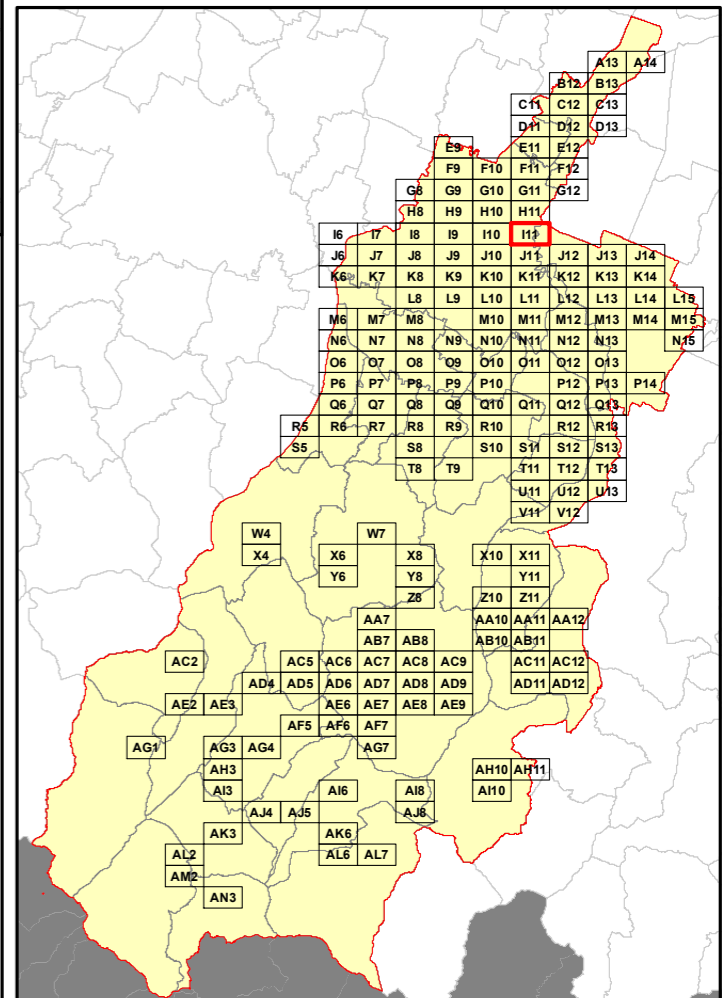 A13 A14
B12 B13
C11 C12 C13
D11 D12 D13
E9 E11 E12
F9 F10 F11 F12
G8 G9 G10 G11 G12
H8 H9 H10 H11
I6 I7 I8 I9 I10 I11
J6 J7 J8 J9 J10 J11 J12 J13 J14
K6 K7 K8 K9 K10 K11 K12 K13 K14
L8 L9 L10 L11 L12 L13 L14 L15
M6 M7 M8 M10 M11 M12 M13 M14 M15
N6 N7 N8 N9 N10 N11 N12 N13 N15
O6 O7 O8 O9 O10 O11 O12 O13
P6 P7 P8 P9 P10 P12 P13 P14
Q6 Q7 Q8 Q9 Q10 Q11 Q12 Q13
R5 R6 R7 R8 R9 R10 R12 R13
S5 S8 S10 S11 S12 S13
T8 T9 T11 T12 T13
U11 U12 U13
V11 V12
W4 W7
X4 X6 X8 X10 X11
Y6 Y8 Y11
Z8 Z10 Z11
AA7 AA10 AA11 AA12
AB7 AB8 AB10 AB11
AC2 AC5 AC6 AC7 AC8 AC9 AC11 AC12
AD4 AD5 AD6 AD7 AD8 AD9 AD11 AD12
AE2 AE3 AE6 AE7 AE8 AE9
AF5 AF6 AF7
AG1 AG3 AG4 AG7
AH3 AH10 AH11
AI3 AI6 AI8 AI10
AJ4 AJ5 AJ8
AK3 AK6
AL2 AL6 AL7
AM2
AN3